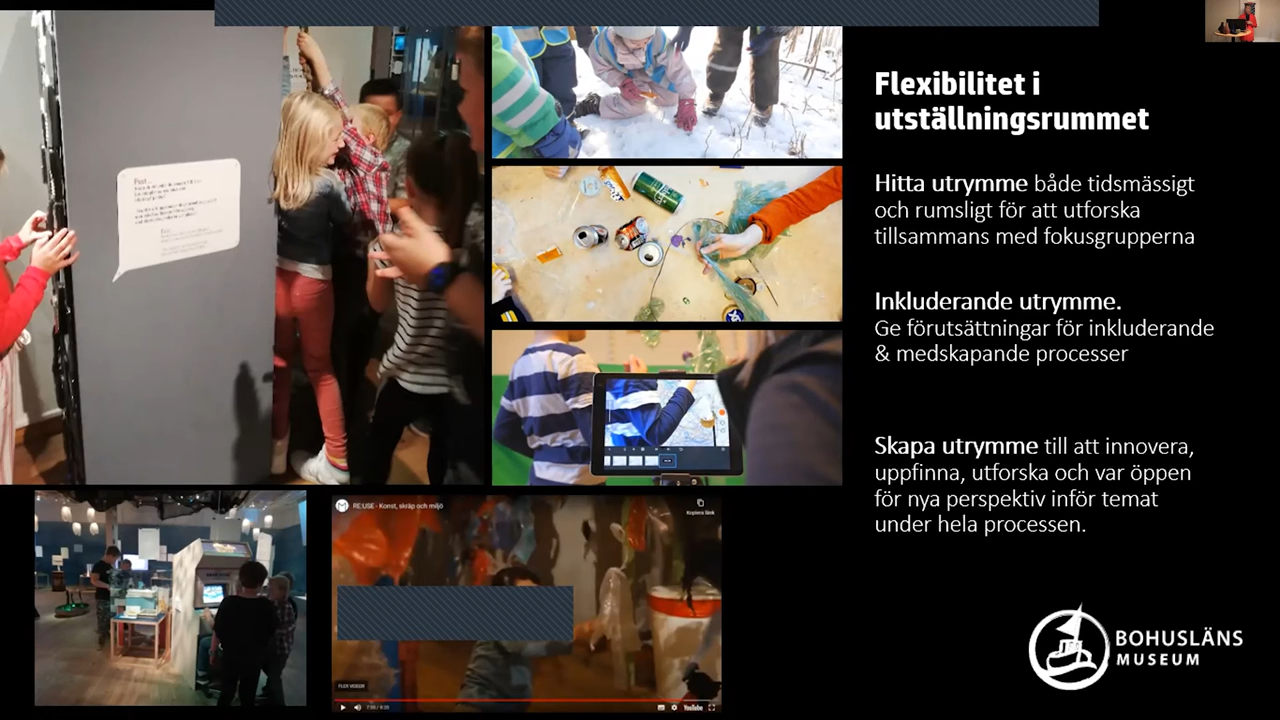 Flexibilitet i
utställningsrummet
Hitta utrymme både tidsmässigt
och rumsligt för att utforska
tillsammans med fokusgrupperna
Inkluderande utrymme.
Ge förutsättningar för inkluderande
& medskapande processer
Skapa utrymme till att innovera,
uppfinna, utforska och var öppen
för nya perspektiv inför temat
under hela processen.
RE:USE - Konst, skräp och miljö
Kopiera länk
FLER VIDEOR
YouTube
BOHUSLÄNS
MUSEUM